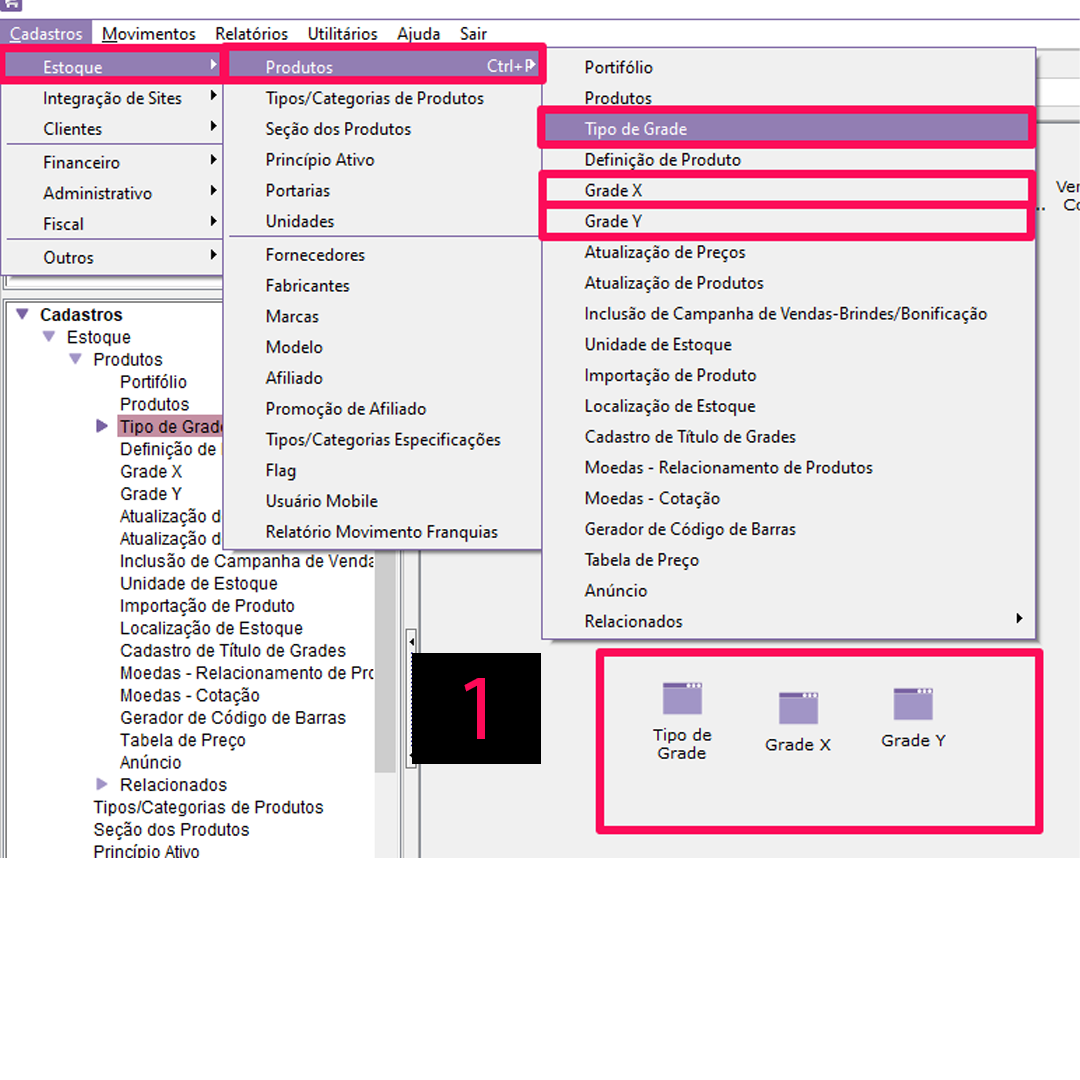 Cadastros Movimentos Relatórios Utilitários Ajuda Sair
Estoque
Integração de Sites
Clientes
Financeiro
Administrativo
Fiscal
Outros
Produtos Ctrl+P
Tipos/Categorias de Produtos
Seção dos Produtos
Princípio Ativo
Portarias
Unidades
Fornecedores
Fabricantes
Marcas
Modelo
Afiliado
Promoção de Afiliado
Tipos/Categorias Especificações
Flag
Usuário Mobile
Relatório Movimento Franquias
Portifólio
Produtos
Tipo de Grade
Definição de Produto
Grade X
Grade Y
Atualização de Preços
Atualização de Produtos
Inclusão de Campanha de Vendas-Brindes/Bonificação
Unidade de Estoque
Importação de Produto
Localização de Estoque
Cadastro de Título de Grades
Moedas - Relacionamento de Produtos
Moedas - Cotação
Gerador de Código de Barras
Tabela de Preço
Anúncio
Relacionados
Cadastros
Estoque
Produtos
Portifólio
Produtos
Tipo de Grade
Definição de
Grade X
Grade Y
Atualização d
Atualização d
Inclusão de Campanha de Venda
Unidade de Estoque
Importação de Produto
Localização de Estoque
Cadastro de Título de Grades
Moedas - Relacionamento de Pro
Moedas - Cotação
Gerador de Código de Barras
Tabela de Preço
Anúncio
Relacionados
Tipos/Categorias de Produtos
Seção dos Produtos
Princípio Ativo
1
Tipo de
Grade
Grade X
Grade Y